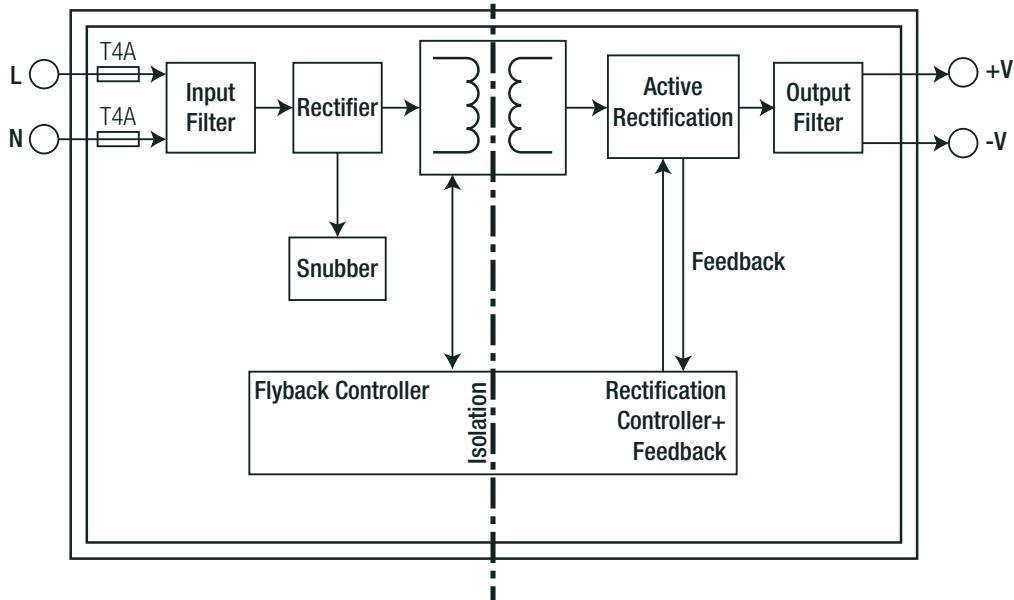 L
T4A
N
T4A
Input
Filter
Rectifier
Snubber
Active
Rectification
Output
Filter
+V
-V
Feedback
Flyback Controller
Isolation
Rectification
Controller+
Feedback